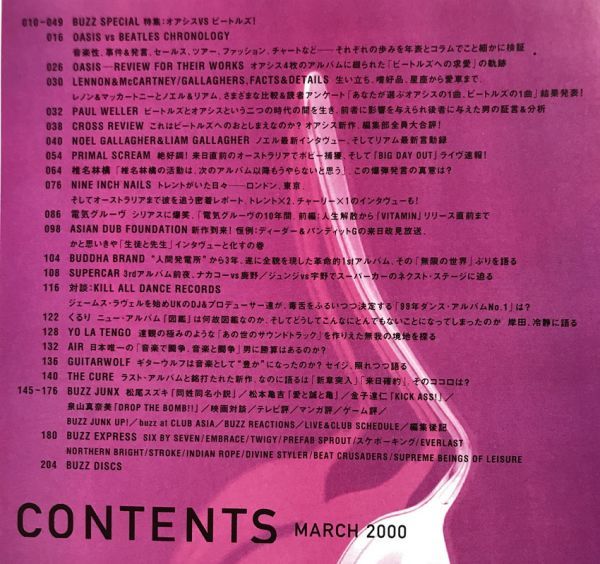 010-049 BUZZ SPECIAL 特集：オアシスVS ビートルズ！
016 OASIS vs BEATLES CHRONOLOGY
音楽性、事件＆発言、セールス、ツアー、ファッション、チャートなど──それぞれの歩みを年表とコラムでこと細かに検証
026 OASIS—REVIEW FOR THEIR WORKS オアシス4枚のアルバムに綴られた「ビートルズへの求愛」の軌跡
030 LENNON&McCARTNEY/GALLAGHERS,FACTS&DETAILS 生い立ち、嗜好品、星座から愛車まで、
レノン&マッカートニーとノエル＆リアム、さまざまな比較＆読者アンケート「あなたが選ぶオアシスの1曲、ビートルズの1曲」結果発表！
032 PAUL WELLER ビートルズとオアシスという二つの時代の間を生き、前者に影響を与えられ後者に与えた男の証言＆分析
038 CROSS REVIEW これはビートルズへのおとしまえなのか？ オアシス新作、編集部全員大合評！
040 NOEL GALLAGHER&LIAM GALLAGHER ノエル最新インタヴュー、そしてリアム最新言動録
054 PRIMAL SCREAM 絶好調！来日直前のオーストラリアでボビー捕獲、そして「BIG DAY OUT」ライヴ速報！
064 椎名林檎「椎名林檎の活動は、次のアルバム以降もうやらないと思う」、この爆弾発言の真意は？
076 NINE INCH NAILS トレントがいた日々──ロンドン、東京、
そしてオーストラリアまで彼を追う密着レポート、トレント×2、チャーリー×1のインタヴューも！
086 電気グルーヴ シリアスに爆笑、「電気グルーヴの10年間、前編：人生解散から「VITAMIN」リリース直前まで
098 ASIAN DUB FOUNDATION 新作到来！恒例：ディーダー＆パンディットGの来日改見放送、
かと思いきや「生徒と先生」インタヴューと化すの巻
104 BUDDHA BRAND “人間発電所”から3年、遂に全貌を現した革命的1stアルバム、その「無限の世界」ぶりを語る
108 SUPERCAR 3rdアルバム前夜、ナカコーvs鹿野／ジュンジvs宇野でスーパーカーのネクスト・ステージに迫る
116 対談：KILL ALL DANCE RECORDS
ジェームス・ラヴェルを始めUKのDJ＆プロデューサー達が、毒舌をふるいつつ決定する「99年ダンス・アルバムNo.1」は？
122 くるり ニュー・アルバム「図鑑」は何故図鑑なのか、そしてどうしてこんなにとんでもないことになってしまったのか 岸田、冷静に語る
128 YO LA TENGO 達観の極みのような「あの世のサウンドトラック」を作りえた無我の境地を探る
132 AIR 日本唯一の「音楽で闘争、音楽と闘争」男に勝算はあるのか？
136 GUITARWOLF ギターウルフは音楽として“豊か”になったのか？ セイジ、照れつつ語る
140 THE CURE ラスト・アルバムと銘打たれた新作、なのに語るは「新章突入」「来日確約」、そのココロは？
145-176 BUZZ JUNX 松尾スズキ「同姓同名小説」／松本亀吉「愛と誠と亀」／金子達仁「KICK ASS!」／
泉山真奈美「DROP THE BOMB!!」／映画対談／テレビ評／マンガ評／ゲーム評／
BUZZ JUNK UP!／buzz at CLUB ASIA／BUZZ REACTIONS／LIVE&CLUB SCHEDULE／編集後記
180 BUZZ EXPRESS SIX BY SEVEN/EMBRACE/TWIGY/PREFAB SPROUT/スケボーキング/EVERLAST
NORTHERN BRIGHT/STROKE/INDIAN ROPE/DIVINE STYLER/BEAT CRUSADERS/SUPREME BEINGS OF LEISURE
204 BUZZ DISCS
CONTENTS MARCH 2000